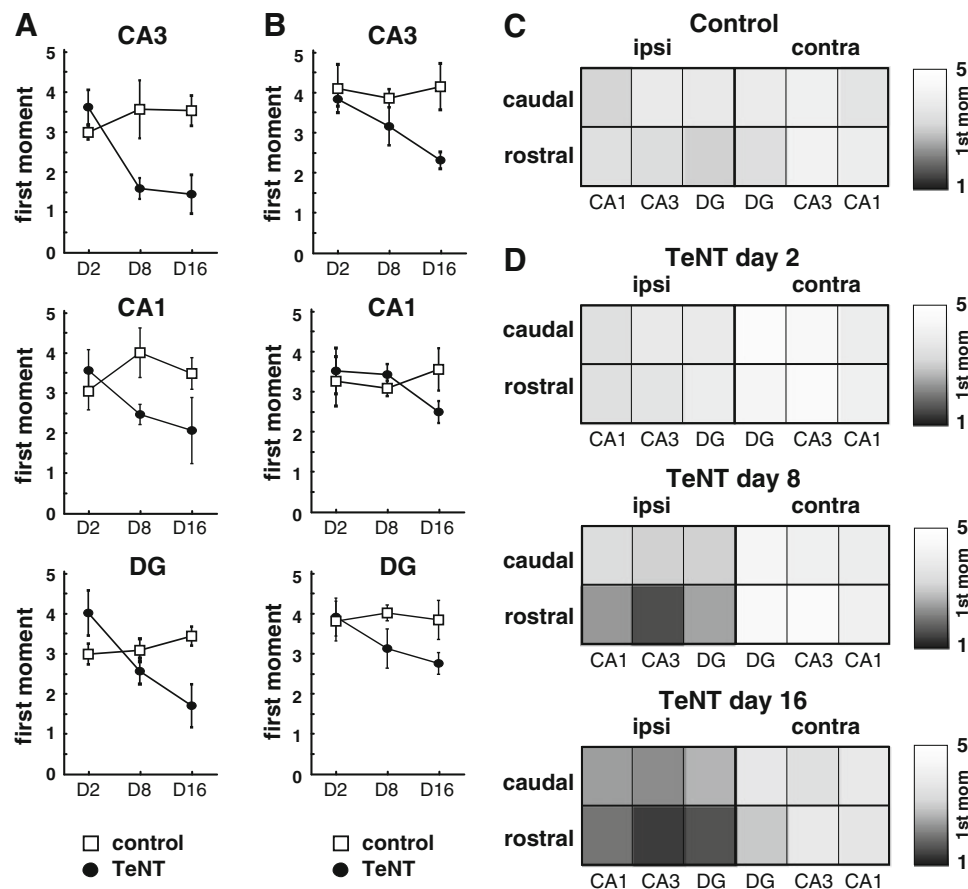 A
CA3
5
4
3
2
1
0
first moment
D2 D8 D16
CA1
5
4
3
2
1
0
first moment
D2 D8 D16
DG
5
4
3
2
1
0
first moment
D2 D8 D16
control
TeNT
B
CA3
5
4
3
2
1
0
first moment
D2 D8 D16
CA1
5
4
3
2
1
0
first moment
D2 D8 D16
DG
5
4
3
2
1
0
first moment
D2 D8 D16
control
TeNT
C
Control
ipsi contra
caudal
rostral
CA1 CA3 DG DG CA3 CA1
5
1st mom
1
D
TeNT day 2
ipsi contra
caudal
rostral
CA1 CA3 DG DG CA3 CA1
5
1st mom
1
TeNT day 8
ipsi contra
caudal
rostral
CA1 CA3 DG DG CA3 CA1
5
1st mom
1
TeNT day 16
ipsi contra
caudal
rostral
CA1 CA3 DG DG CA3 CA1
5
1st mom
1